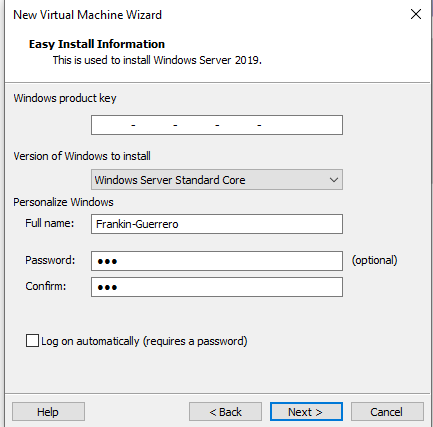 New Virtual Machine Wizard
Easy Install Information
This is used to install Windows Server 2019.
Windows product key
- - - -
Version of Windows to install
Windows Server Standard Core
Personalize Windows
Full name: Frankin-Guerrero
Password: ●●● (optional)
Confirm: ●●●
Log on automatically (requires a password)
Help < Back Next > Cancel